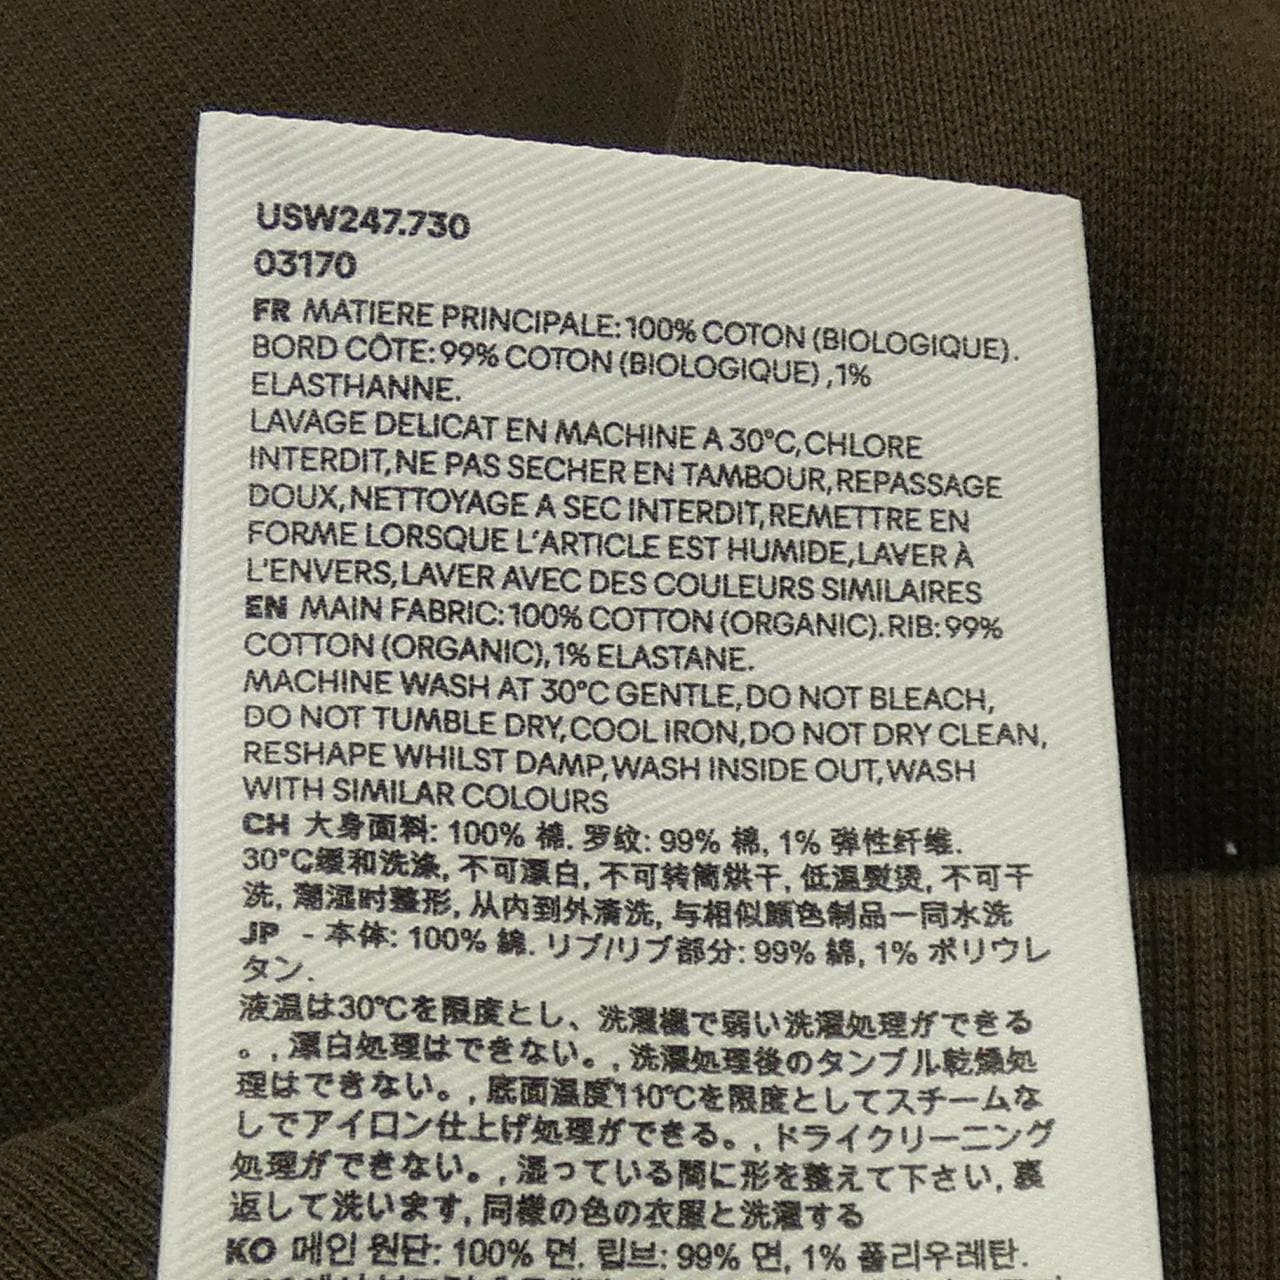 USW247.730
03170
FR MATIERE PRINCIPALE: 100% COTON (BIOLOGIQUE).
BORD CÔTE: 99% COTON (BIOLOGIQUE) ,1%
ELASTHANNE.
LAVAGE DELICAT EN MACHINE A 30°C,CHLORE
INTERDIT,NE PAS SECHER EN TAMBOUR,REPASSAGE
DOUX,NETTOYAGE A SEC INTERDIT,REMETTRE EN
FORME LORSQUE L'ARTICLE EST HUMIDE,LAVER À
L'ENVERS,LAVER AVEC DES COULEURS SIMILAIRES
EN MAIN FABRIC: 100% COTTON (ORGANIC).RIB: 99%
COTTON (ORGANIC),1% ELASTANE.
MACHINE WASH AT 30°C GENTLE,DO NOT BLEACH,
DO NOT TUMBLE DRY,COOL IRON,DO NOT DRY CLEAN,
RESHAPE WHILST DAMP,WASH INSIDE OUT,WASH
WITH SIMILAR COLOURS
CH 大身面料: 100% 棉. 罗纹: 99% 棉, 1% 弹性纤维.
30°C缓和洗涤, 不可漂白, 不可转筒烘干, 低温熨烫, 不可干
洗, 潮湿时整形, 从内到外清洗, 与相似颜色制品一同水洗
JP - 本体: 100% 綿. リブ/リブ部分: 99% 綿, 1% ポリウレ
タン.
液温は30°Cを限度とし、洗濯機で弱い洗濯処理ができる
。, 漂白処理はできない。, 洗濯処理後のタンブル乾燥処
理はできない。, 底面温度110°Cを限度としてスチームな
しでアイロン仕上げ処理ができる。, ドライクリーニング
処理ができない。, 湿っている間に形を整えて下さい, 裏
返して洗います, 同様の色の衣服と洗濯する
KO 메인 원단: 100% 면. 립브: 99% 면, 1% 폴리우레탄.